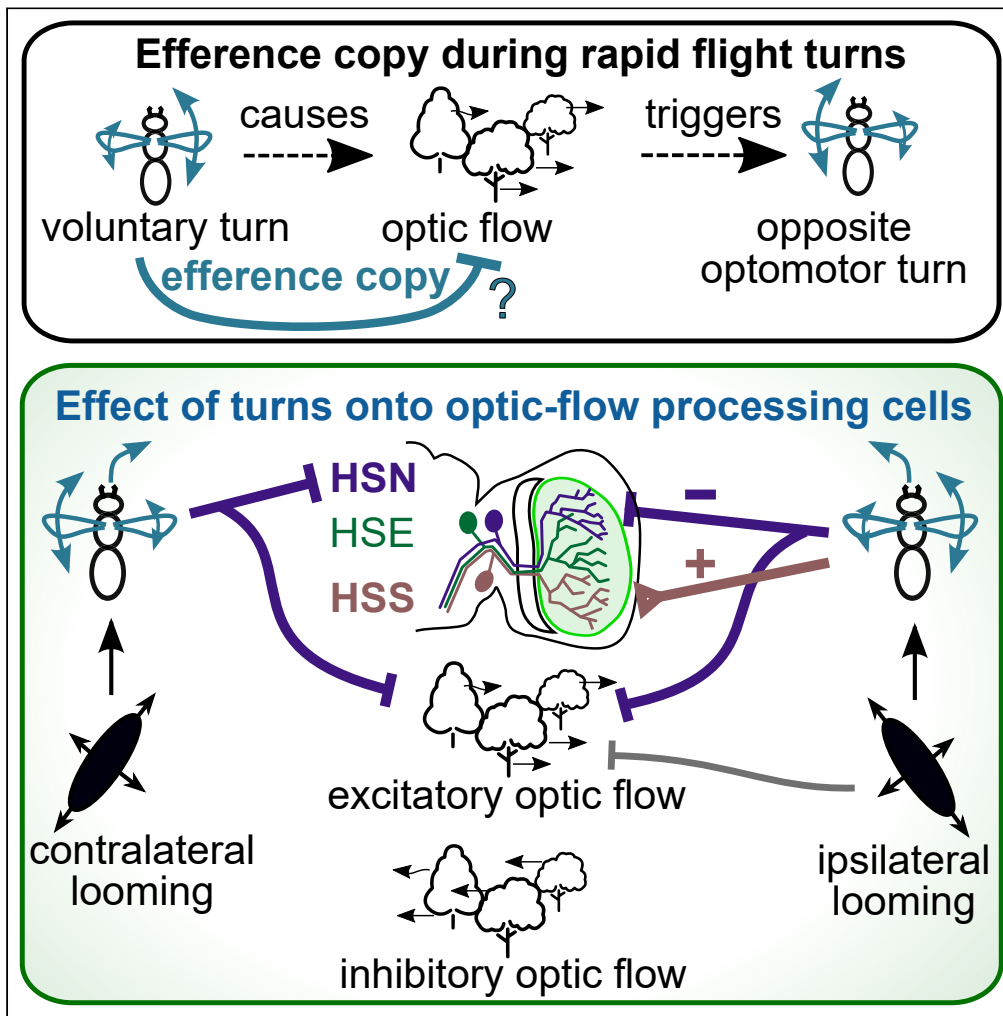 Efference copy during rapid flight turns
causes
triggers
voluntary turn
optic flow
opposite
optomotor turn
efference copy
?
Effect of turns onto optic-flow processing cells
HSN
HSE
HSS
−
+
excitatory optic flow
contralateral
looming
ipsilateral
looming
inhibitory optic flow